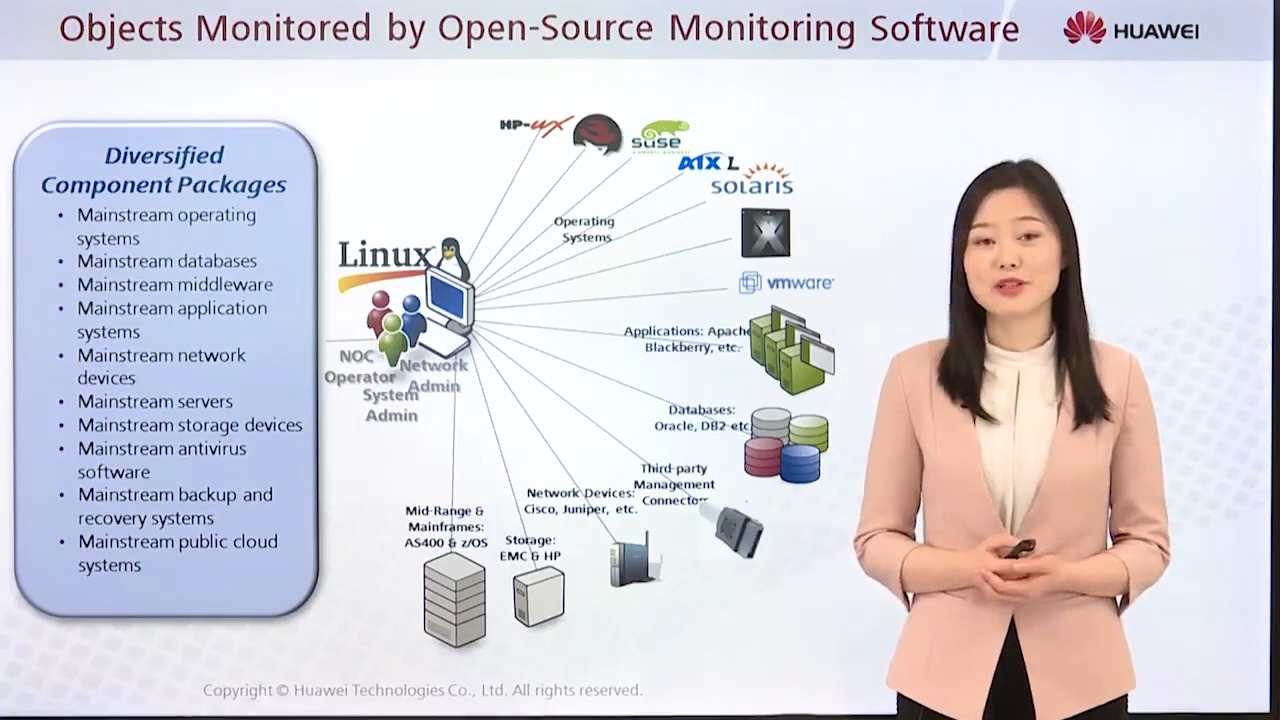 Objects Monitored by Open-Source Monitoring Software
HUAWEI
Diversified
Component Packages
• Mainstream operating
systems
• Mainstream databases
• Mainstream middleware
• Mainstream application
systems
• Mainstream network
devices
• Mainstream servers
• Mainstream storage devices
• Mainstream antivirus
software
• Mainstream backup and
recovery systems
• Mainstream public cloud
systems
HP-UX
SUSE
AIX L
SOLARIS
Operating
Systems
X
Linux
vmware
Applications: Apache
Blackberry, etc.
NOC
Operator
Network
Admin
System
Admin
Databases:
Oracle, DB2 etc
Third-party
Management
Connector
Network Devices:
Cisco, Juniper, etc.
Mid-Range &
Mainframes:
AS400 & z/OS
Storage:
EMC & HP
Copyright © Huawei Technologies Co., Ltd. All rights reserved.